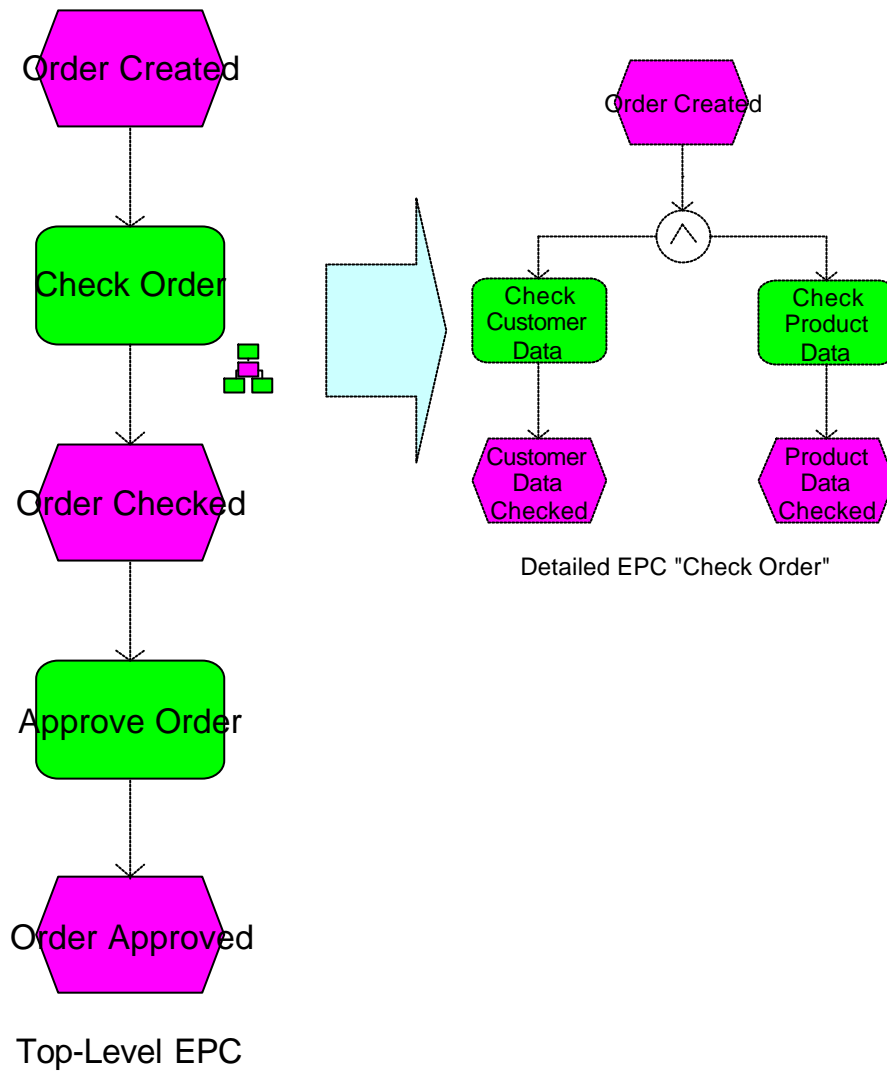 Order Created
Check Order
Order Checked
Approve Order
Order Approved
Top-Level EPC
Order Created
Check
Customer
Data
Check
Product
Data
Customer
Data
Checked
Product
Data
Checked
Detailed EPC "Check Order"